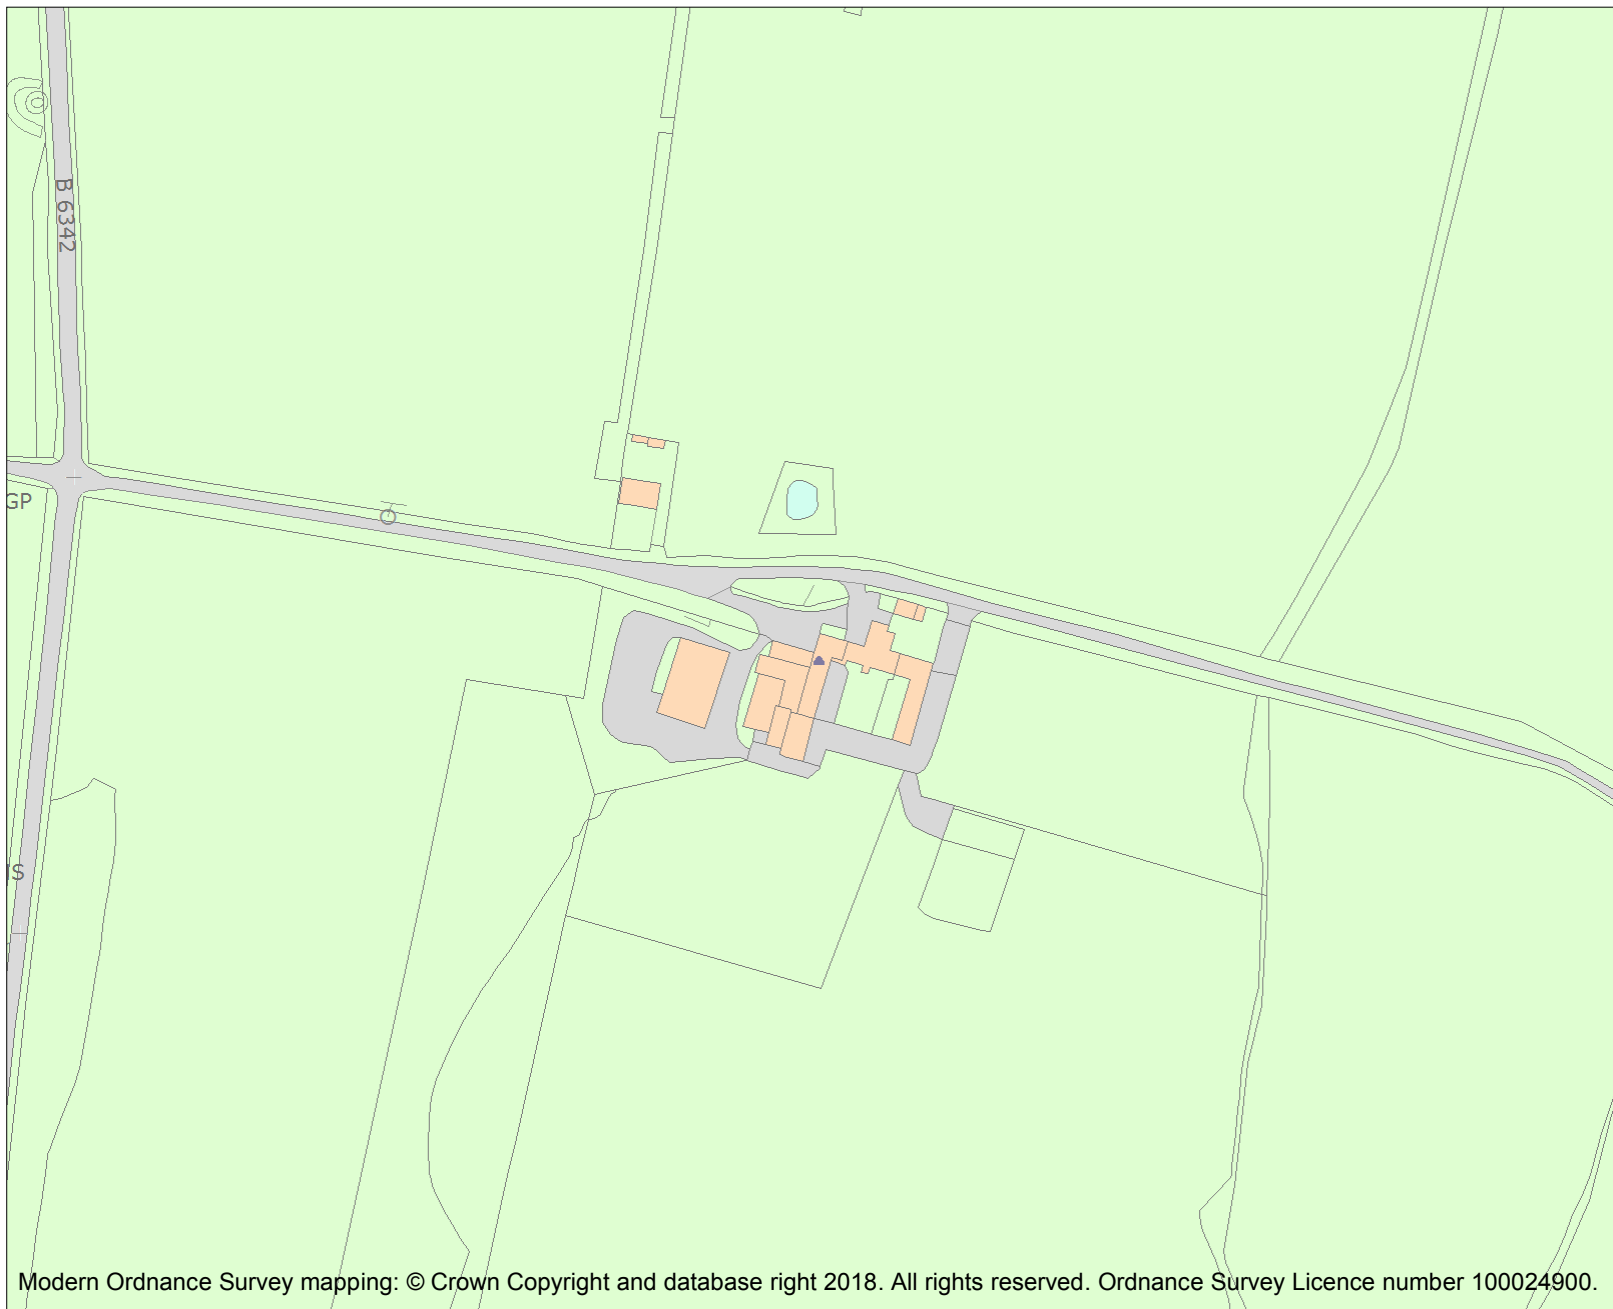 B 6342
GP
Modern Ordnance Survey mapping: © Crown Copyright and database right 2018. All rights reserved. Ordnance Survey Licence number 100024900.